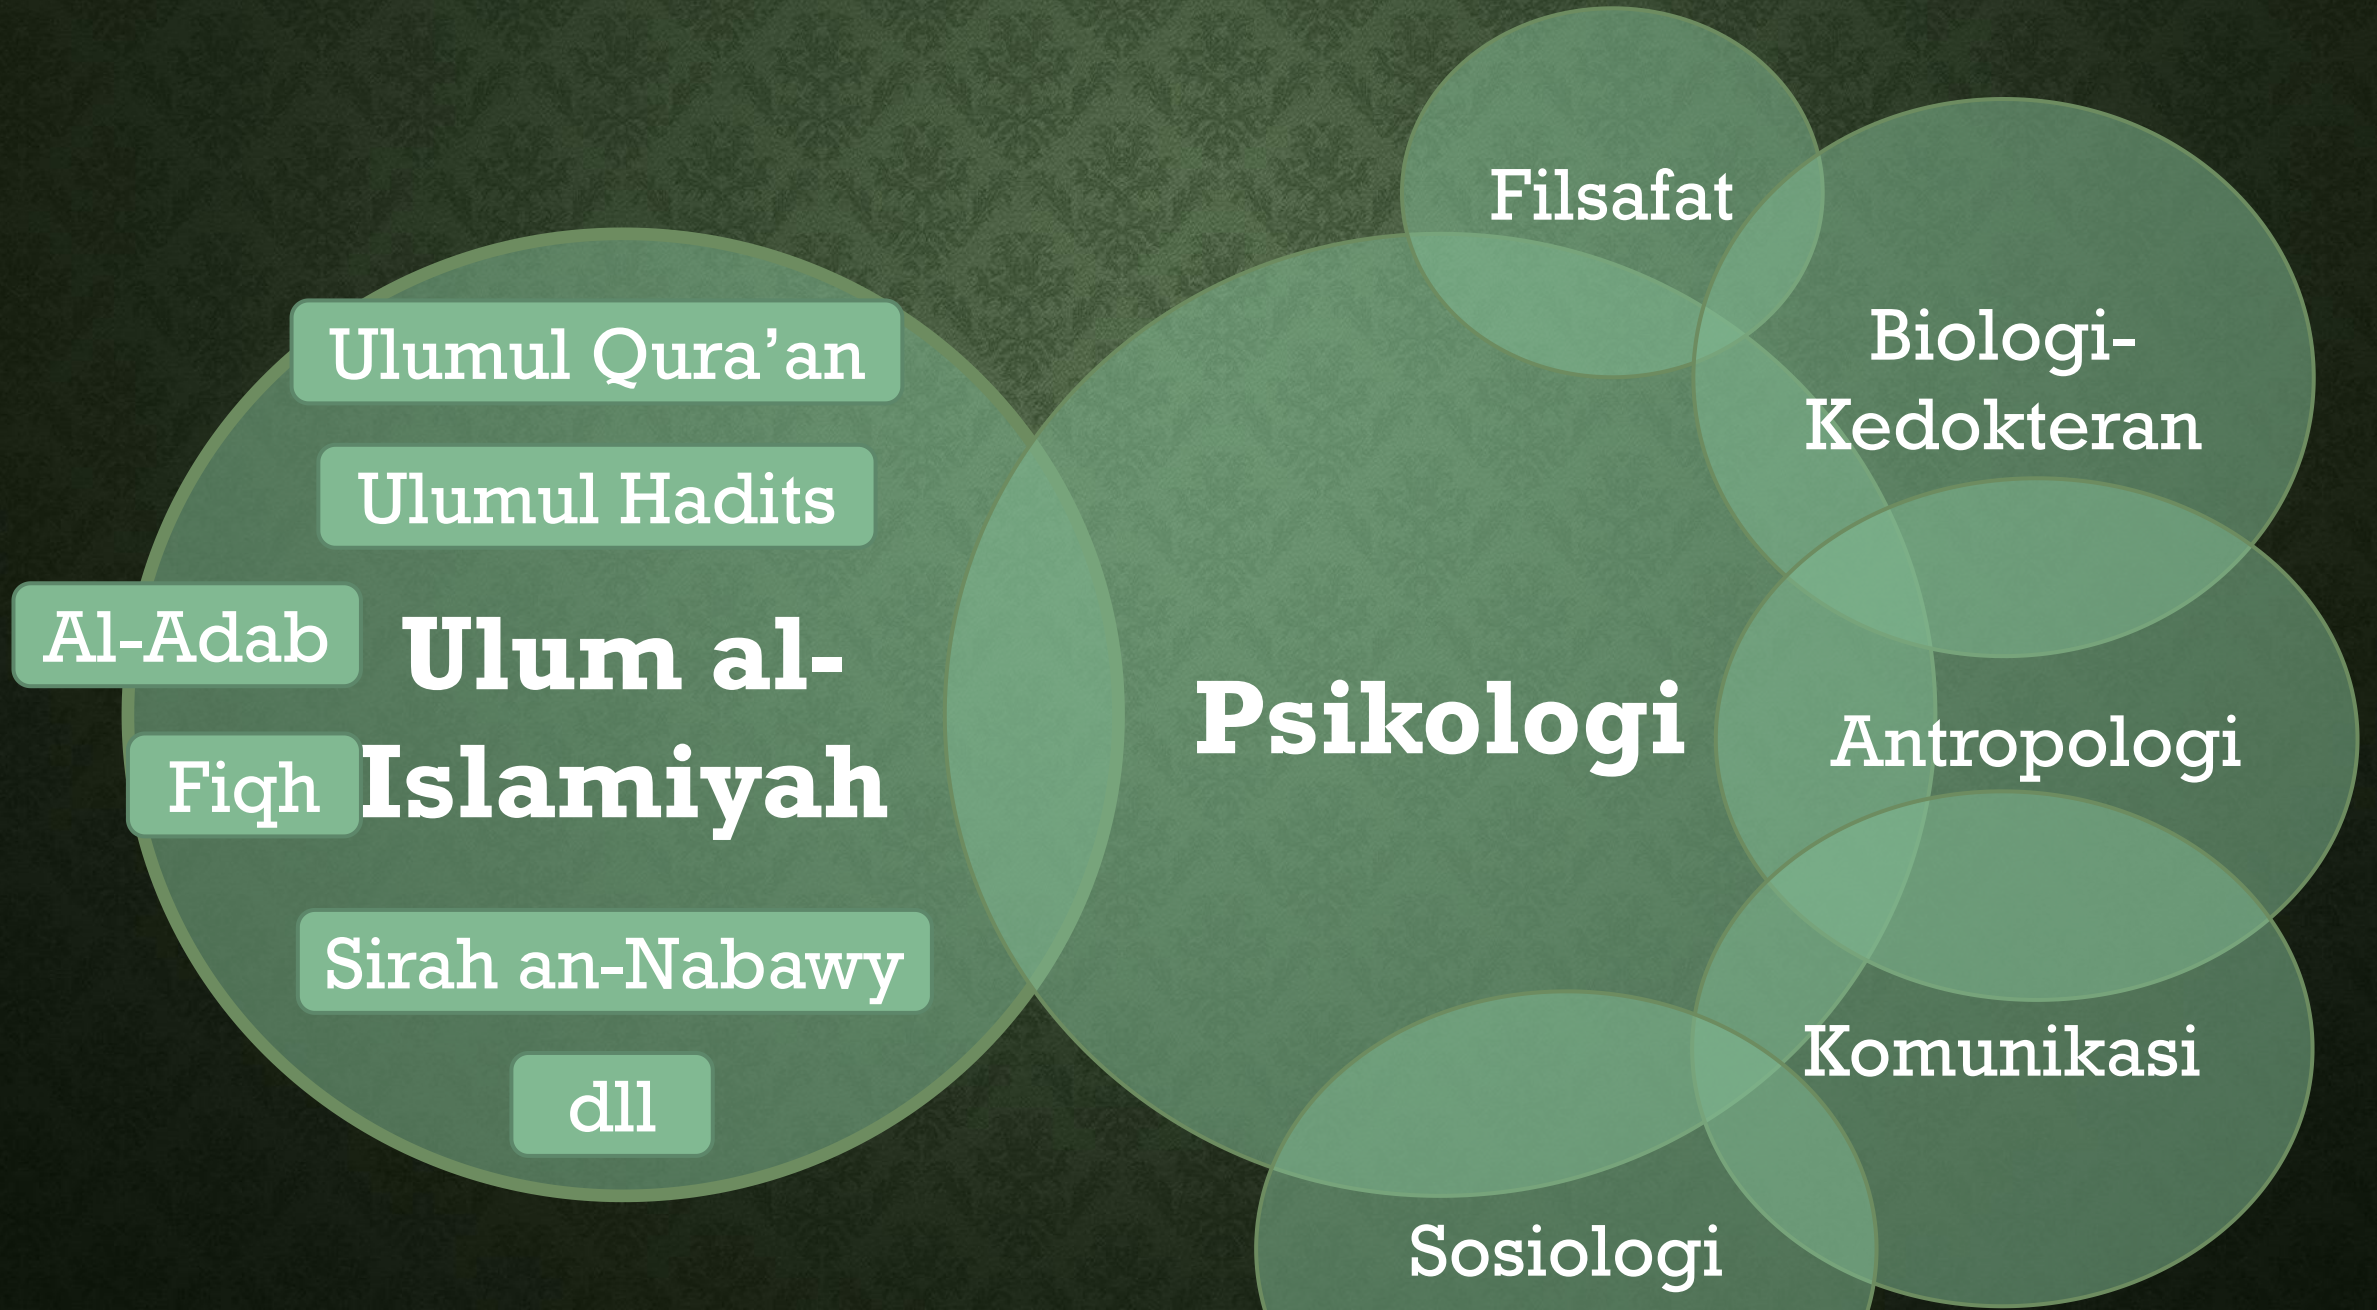 Ulumul Qura’an
Ulumul Hadits
Al-Adab
Ulum al-
Fiqh
Islamiyah
Sirah an-Nabawy
dll
Psikologi
Filsafat
Biologi-
Kedokteran
Antropologi
Komunikasi
Sosiologi